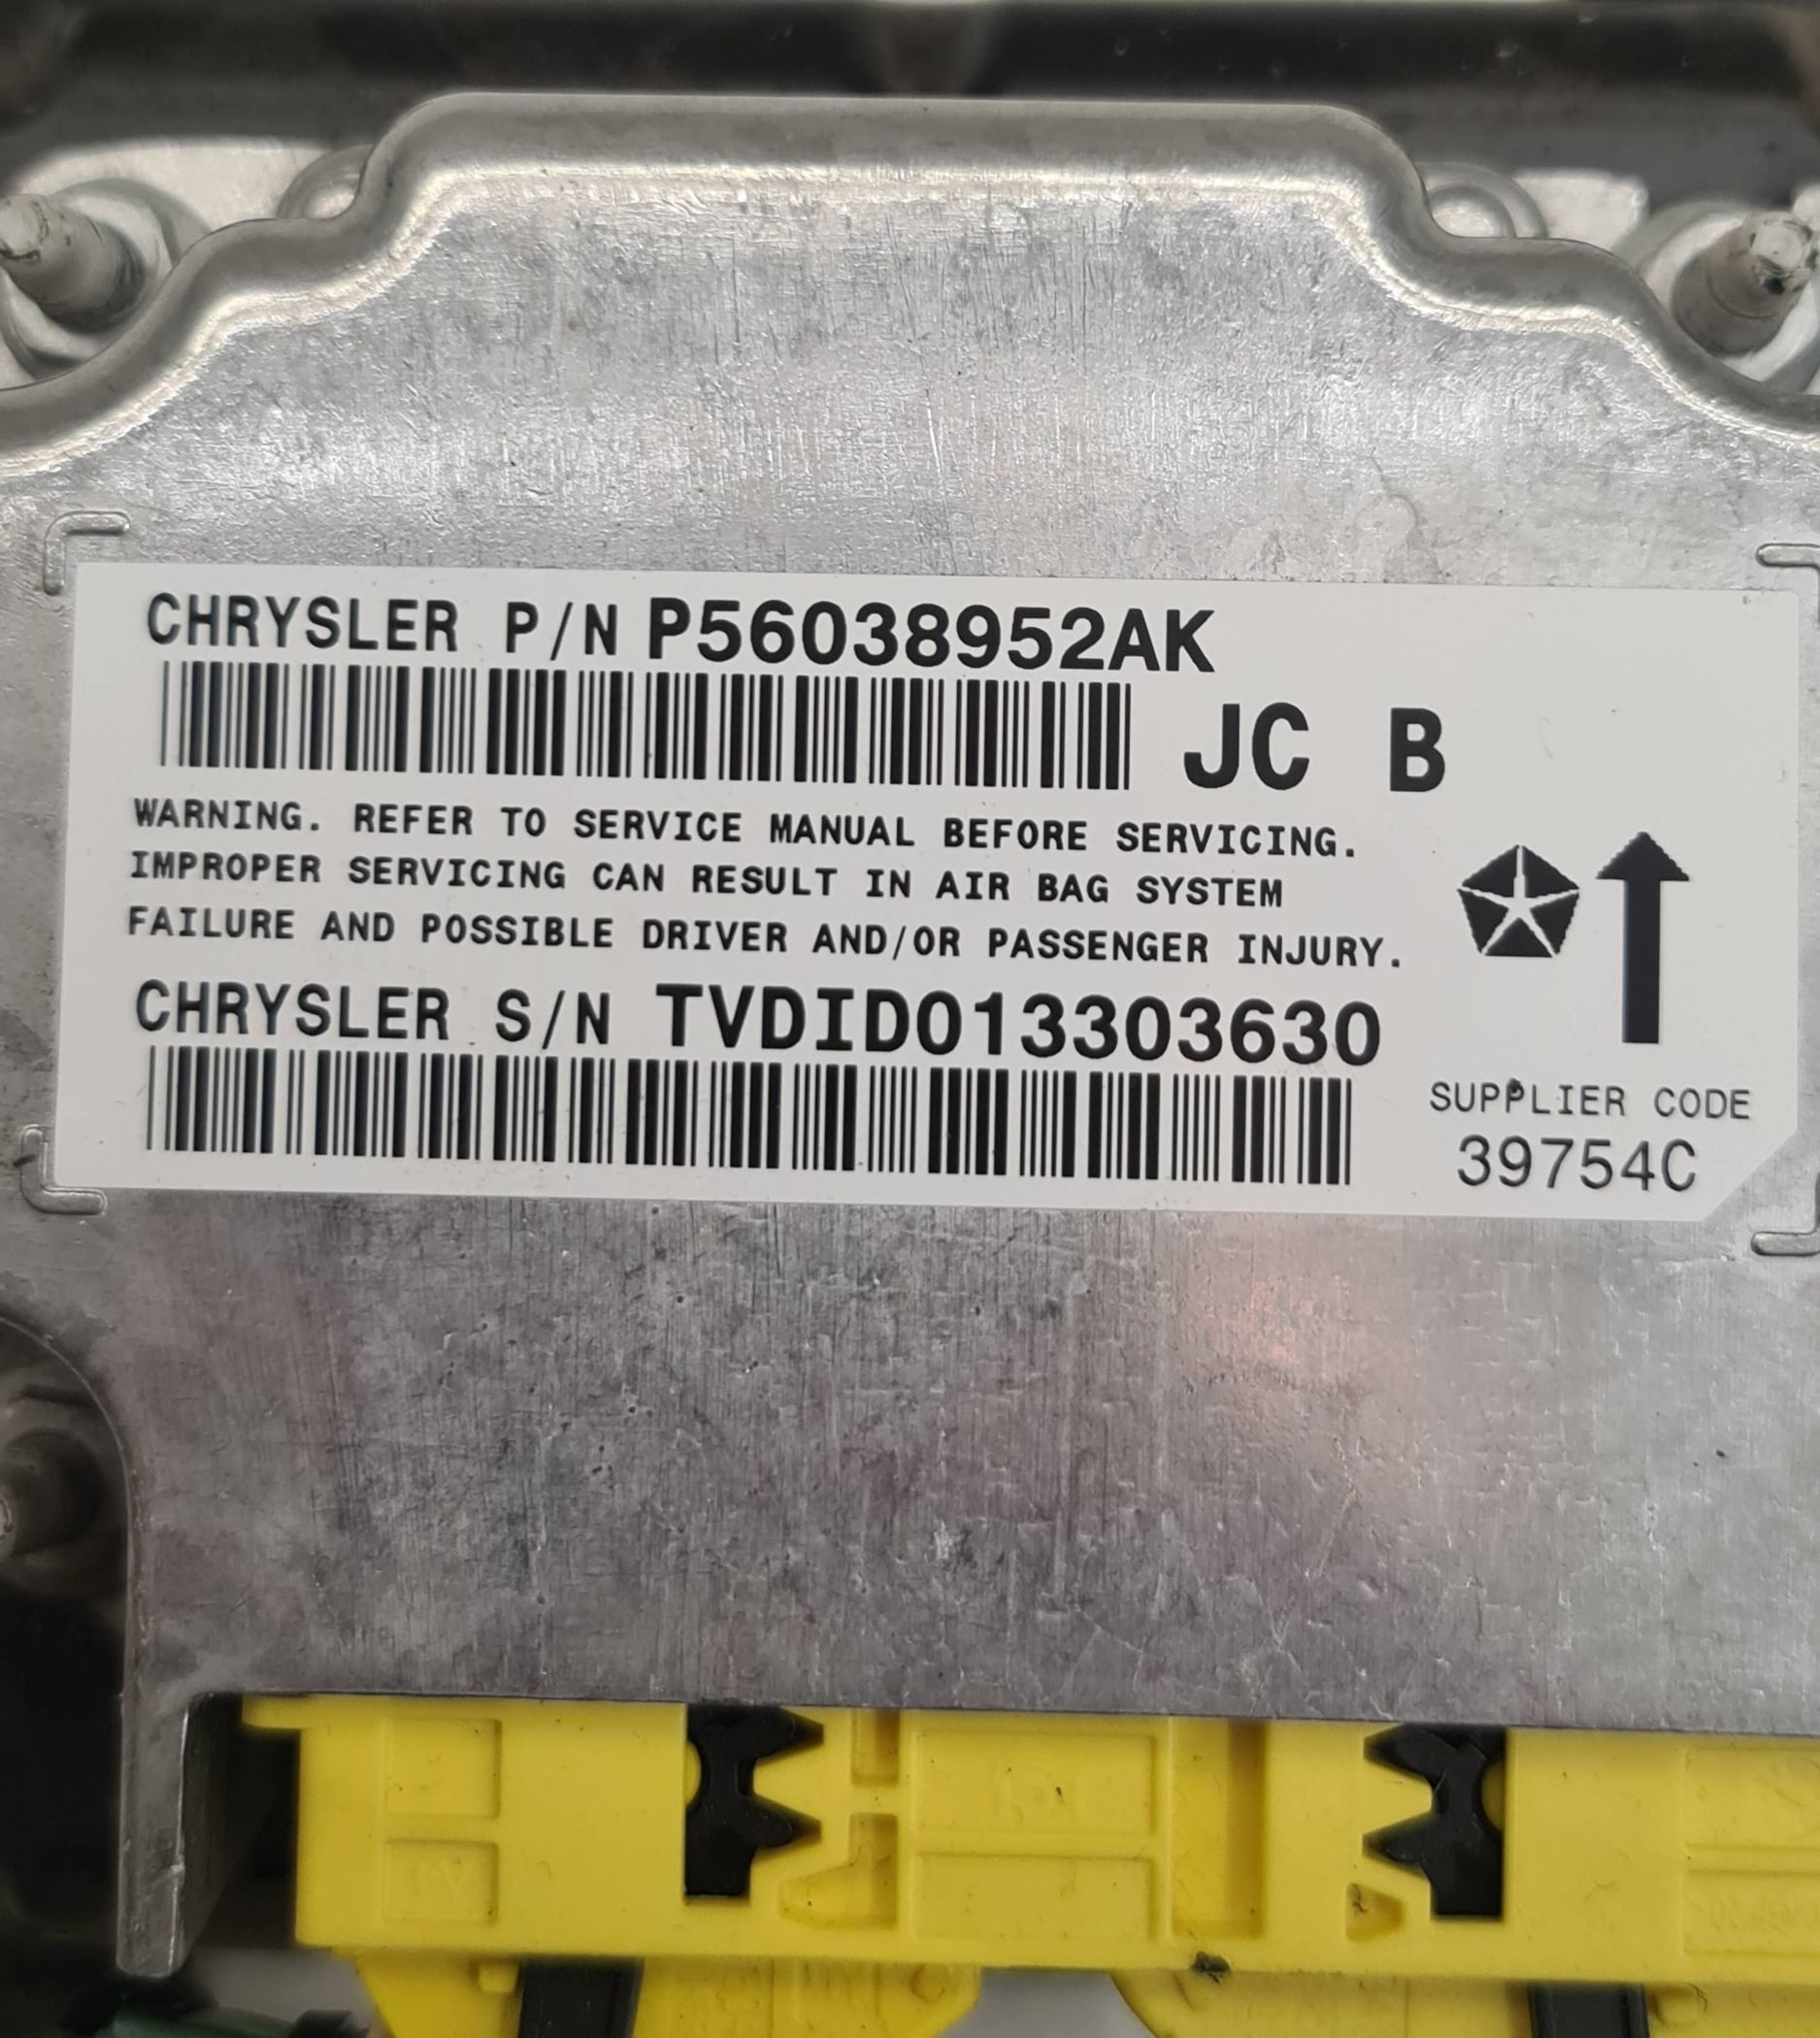 CHRYSLER P/N P56038952AK
JC B
WARNING. REFER TO SERVICE MANUAL BEFORE SERVICING.
IMPROPER SERVICING CAN RESULT IN AIR BAG SYSTEM
FAILURE AND POSSIBLE DRIVER AND/OR PASSENGER INJURY.
CHRYSLER S/N TVDID013303630
SUPPLIER CODE
39754C